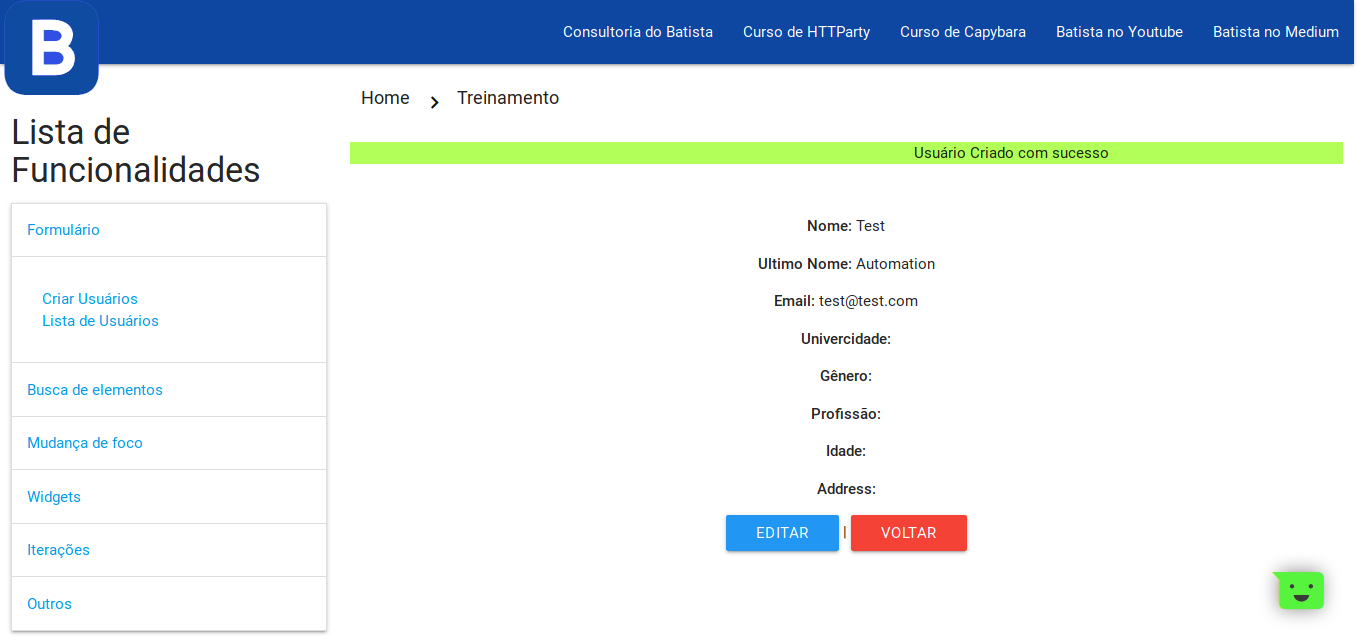 B
Consultoria do Batista Curso de HTTParty Curso de Capybara Batista no Youtube Batista no Medium
Home Treinamento
Lista de
Funcionalidades
Formulário
Criar Usuários
Lista de Usuários
Busca de elementos
Mudança de foco
Widgets
Iterações
Outros
Usuário Criado com sucesso
Nome: Test
Ultimo Nome: Automation
Email: test@test.com
Univercidade:
Gênero:
Profissão:
Idade:
Address:
EDITAR | VOLTAR